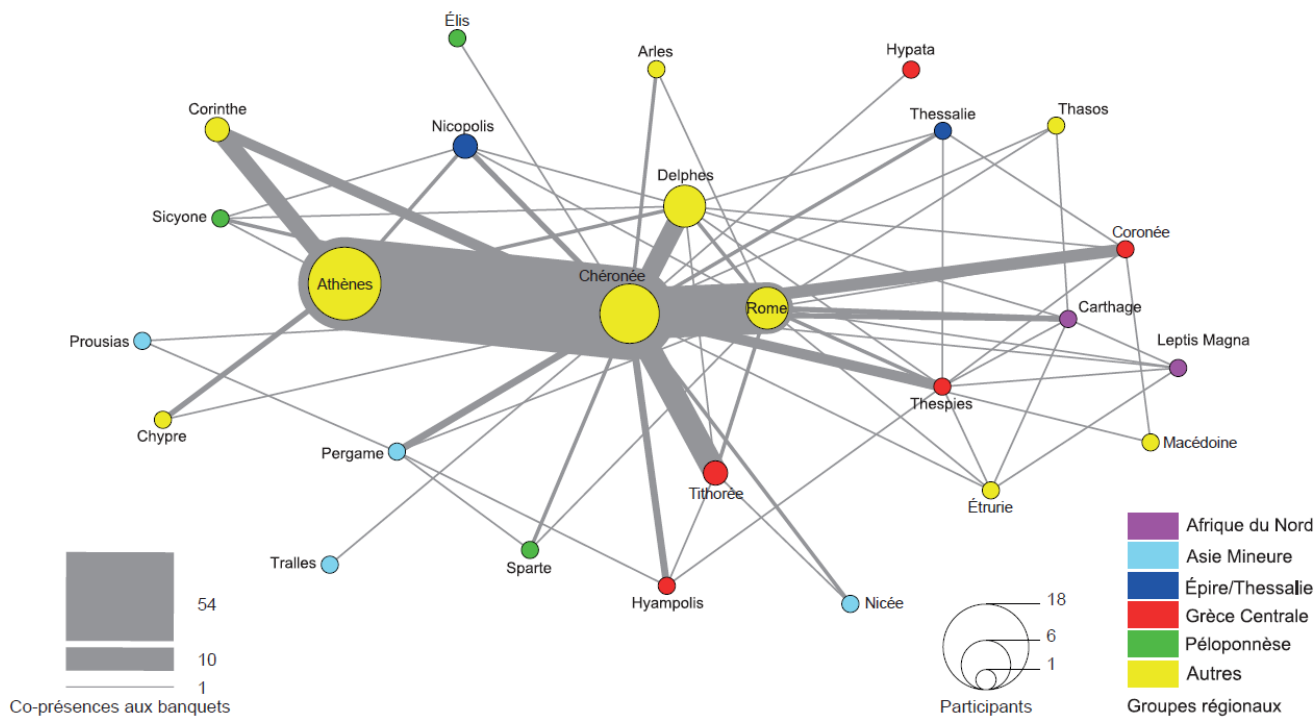 Élis
Arles
Hypata
Corinthe
Nicopolis
Thessalie
Thasos
Delphes
Sicyone
Coronée
Chéronée
Athènes
Rome
Carthage
Prousias
Leptis Magna
Thespies
Chypre
Pergame
Macédoine
Tithorée
Étrurie
Tralles
Sparte
Hyampolis
Nicée
54
10
1
Co-présences aux banquets
18
6
1
Participants
Afrique du Nord
Asie Mineure
Épire/Thessalie
Grèce Centrale
Péloponnèse
Autres
Groupes régionaux